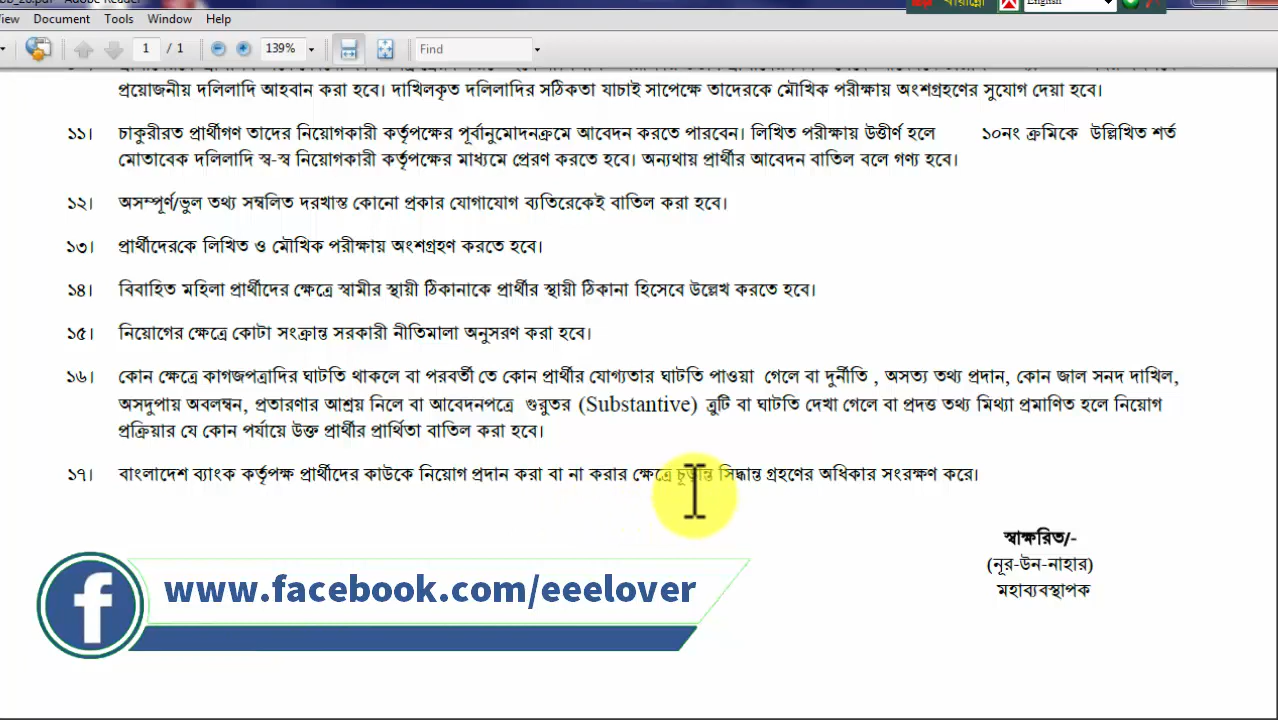 View Document Tools Window Help
1 / 1 139% Find
English
প্রয়োজনীয় দলিলাদি আহবান করা হবে। দাখিলকৃত দলিলাদির সঠিকতা যাচাই সাপেক্ষে তাদেরকে মৌখিক পরীক্ষায় অংশগ্রহণের সুযোগ দেয়া হবে।
১১। চাকুরীরত প্রার্থীগণ তাদের নিয়োগকারী কর্তৃপক্ষের পূর্বানুমোদনক্রমে আবেদন করতে পারবেন। লিখিত পরীক্ষায় উত্তীর্ণ হলে ১০নং ক্রমিকে উল্লিখিত শর্ত
মোতাবেক দলিলাদি স্ব-স্ব নিয়োগকারী কর্তৃপক্ষের মাধ্যমে প্রেরণ করতে হবে। অন্যথায় প্রার্থীর আবেদন বাতিল বলে গণ্য হবে।
১২। অসম্পূর্ণ/ভুল তথ্য সম্বলিত দরখাস্ত কোনো প্রকার যোগাযোগ ব্যতিরেকেই বাতিল করা হবে।
১৩। প্রার্থীদেরকে লিখিত ও মৌখিক পরীক্ষায় অংশগ্রহণ করতে হবে।
১৪। বিবাহিত মহিলা প্রার্থীদের ক্ষেত্রে স্বামীর স্থায়ী ঠিকানাকে প্রার্থীর স্থায়ী ঠিকানা হিসেবে উল্লেখ করতে হবে।
১৫। নিয়োগের ক্ষেত্রে কোটা সংক্রান্ত সরকারী নীতিমালা অনুসরণ করা হবে।
১৬। কোন ক্ষেত্রে কাগজপত্রাদির ঘাটতি থাকলে বা পরবর্তী তে কোন প্রার্থীর যোগ্যতার ঘাটতি পাওয়া গেলে বা দুর্নীতি , অসত্য তথ্য প্রদান, কোন জাল সনদ দাখিল,
অসদুপায় অবলম্বন, প্রতারণার আশ্রয় নিলে বা আবেদনপত্রে গুরুতর (Substantive) ত্রুটি বা ঘাটতি দেখা গেলে বা প্রদত্ত তথ্য মিথ্যা প্রমাণিত হলে নিয়োগ
প্রক্রিয়ার যে কোন পর্যায়ে উক্ত প্রার্থীর প্রার্থিতা বাতিল করা হবে।
১৭। বাংলাদেশ ব্যাংক কর্তৃপক্ষ প্রার্থীদের কাউকে নিয়োগ প্রদান করা বা না করার ক্ষেত্রে চূড়ান্ত সিদ্ধান্ত গ্রহণের অধিকার সংরক্ষণ করে।
স্বাক্ষরিত/-
(নূর-উন-নাহার)
মহাব্যবস্থাপক
www.facebook.com/eeelover